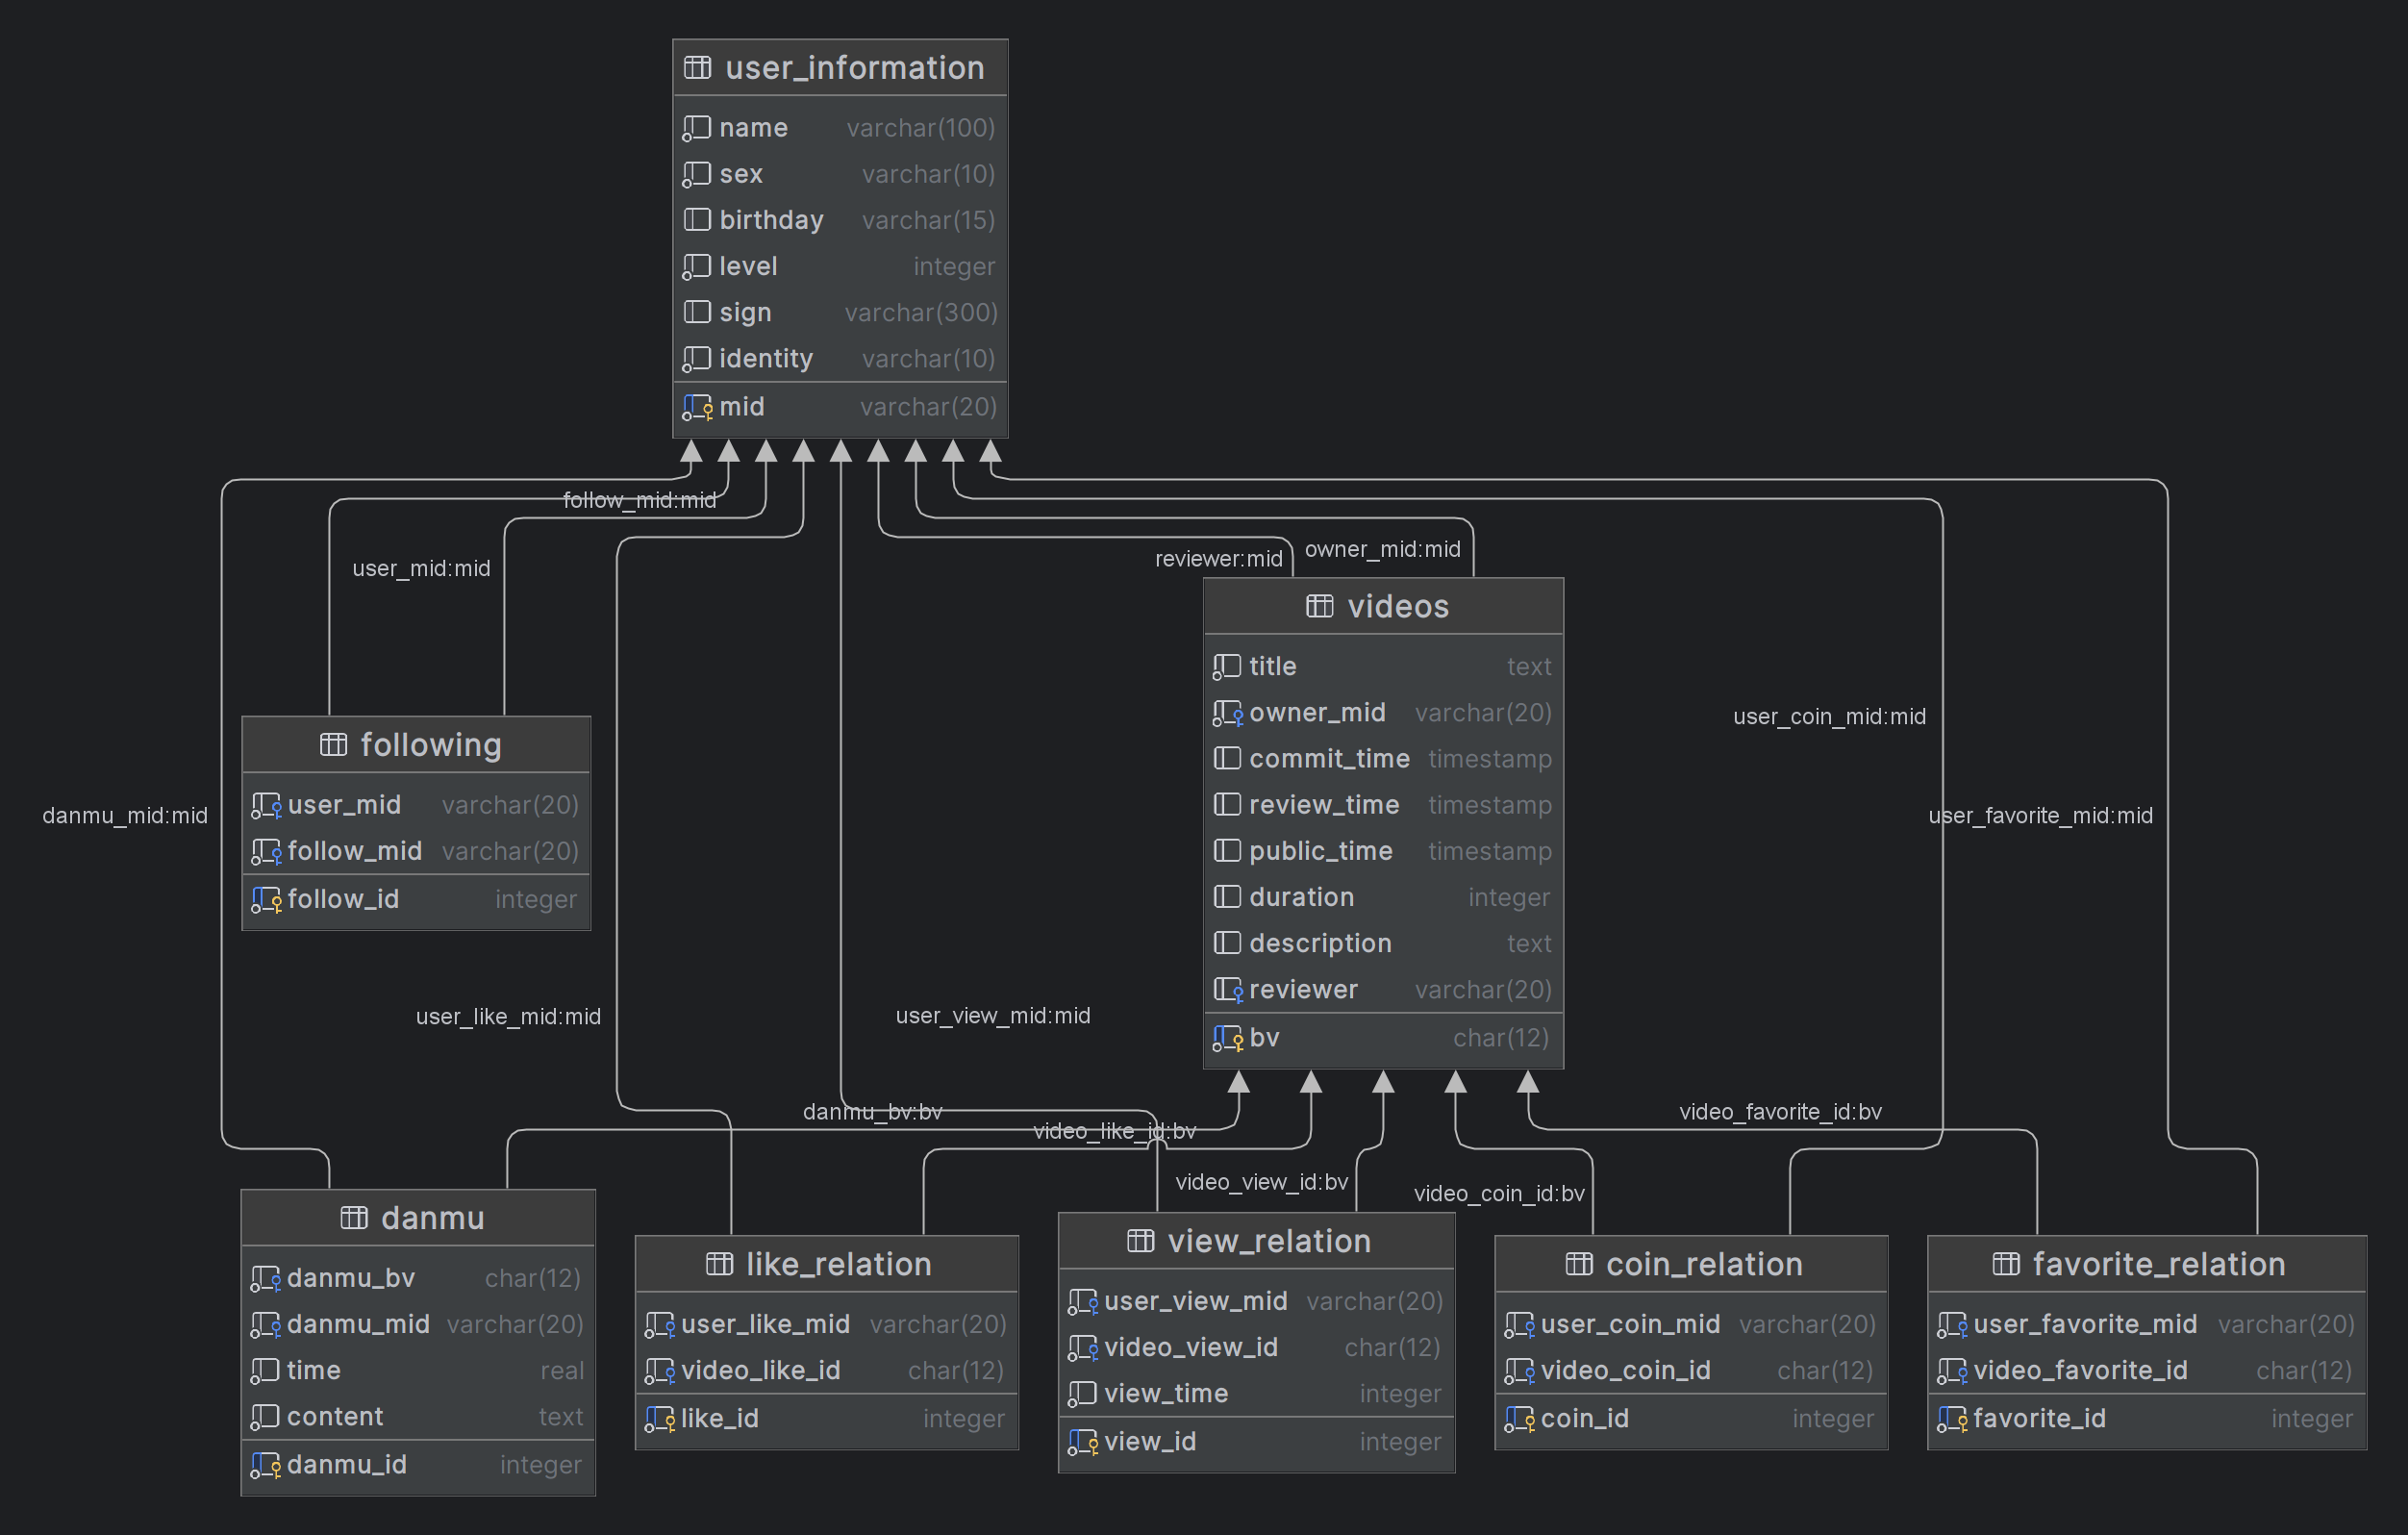 user_information
name varchar(100)
sex varchar(10)
birthday varchar(15)
level integer
sign varchar(300)
identity varchar(10)
mid varchar(20)
follow_mid:mid
user_mid:mid
reviewer:mid
owner_mid:mid
user_coin_mid:mid
danmu_mid:mid
user_favorite_mid:mid
user_like_mid:mid
user_view_mid:mid
following
user_mid varchar(20)
follow_mid varchar(20)
follow_id integer
videos
title text
owner_mid varchar(20)
commit_time timestamp
review_time timestamp
public_time timestamp
duration integer
description text
reviewer varchar(20)
bv char(12)
danmu_bv:bv
video_like_id:bv
video_view_id:bv
video_coin_id:bv
video_favorite_id:bv
danmu
danmu_bv char(12)
danmu_mid varchar(20)
time real
content text
danmu_id integer
like_relation
user_like_mid varchar(20)
video_like_id char(12)
like_id integer
view_relation
user_view_mid varchar(20)
video_view_id char(12)
view_time integer
view_id integer
coin_relation
user_coin_mid varchar(20)
video_coin_id char(12)
coin_id integer
favorite_relation
user_favorite_mid varchar(20)
video_favorite_id char(12)
favorite_id integer